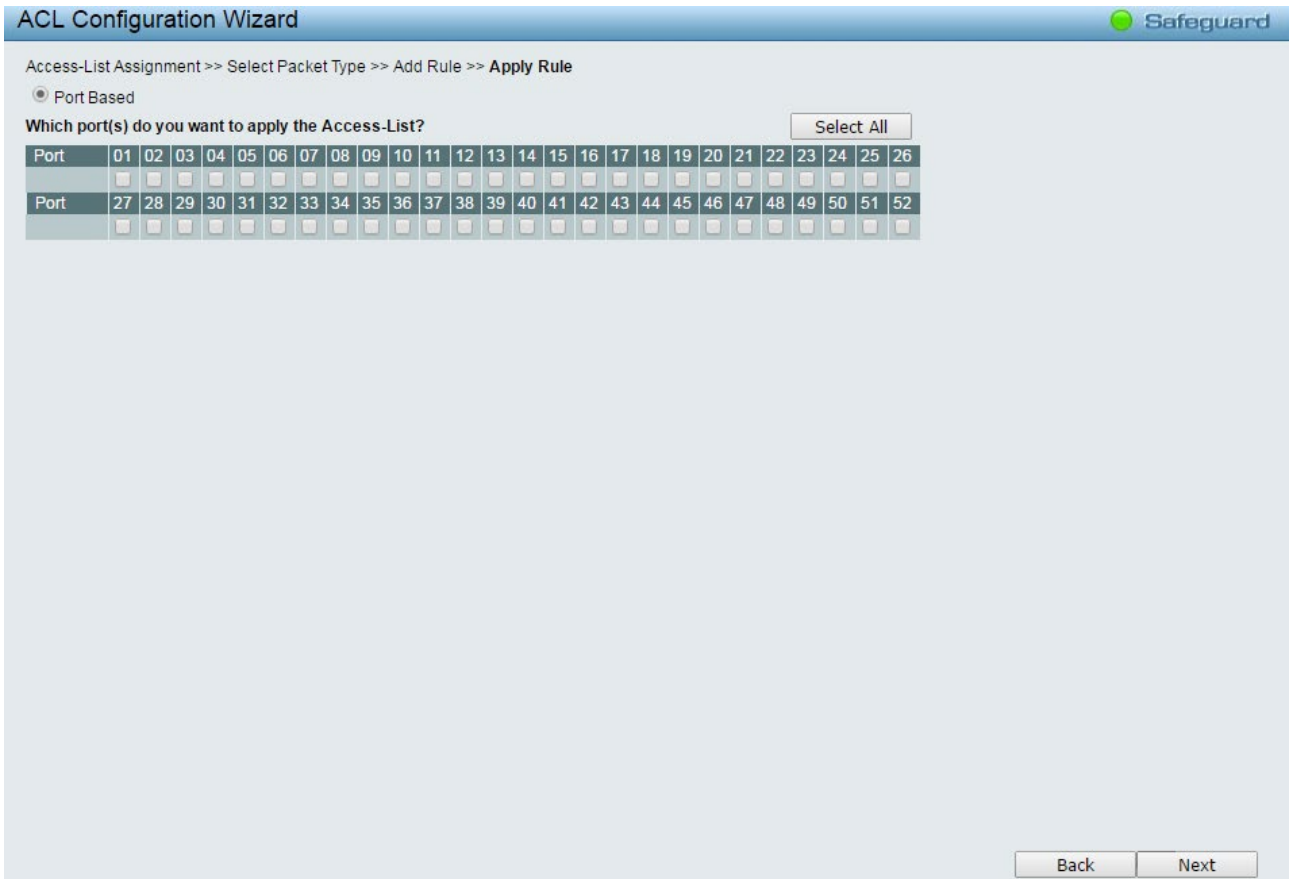 ACL Configuration Wizard
Safeguard
Access-List Assignment >> Select Packet Type >> Add Rule >> Apply Rule
Port Based
Which port(s) do you want to apply the Access-List?
Select All
Port 01 02 03 04 05 06 07 08 09 10 11 12 13 14 15 16 17 18 19 20 21 22 23 24 25 26
Port 27 28 29 30 31 32 33 34 35 36 37 38 39 40 41 42 43 44 45 46 47 48 49 50 51 52
Back
Next